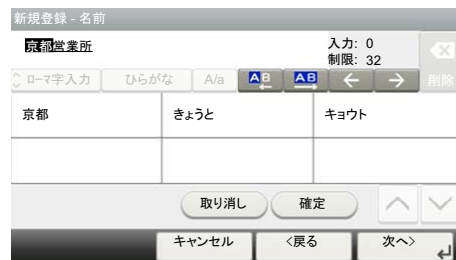 新規登録 - 名前
京都営業所
入力: 0
制限: 32
削除
ローマ字入力 ひらがな A/a AB AB
京都 きょうと キョウト
取り消し 確定
キャンセル <戻る 次へ>